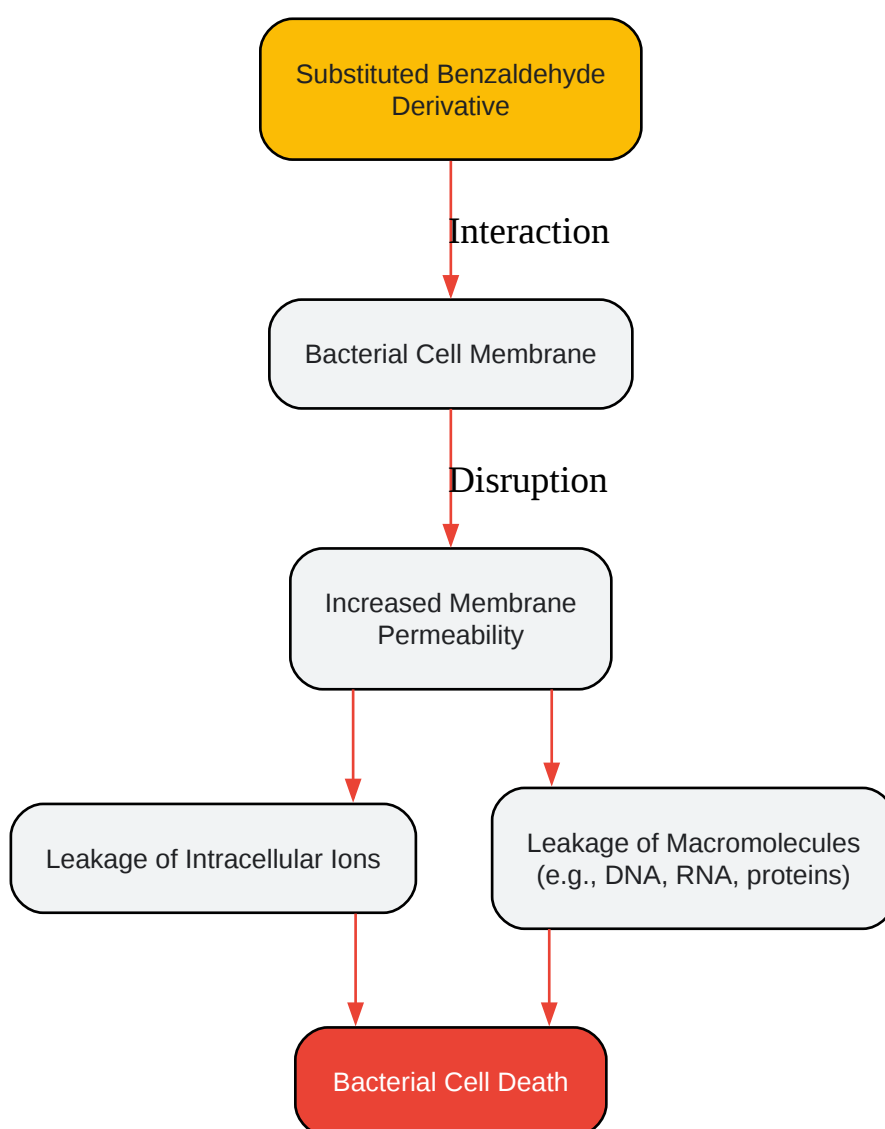 Substituted Benzaldehyde
Derivative
Interaction
Bacterial Cell Membrane
Disruption
Increased Membrane
Permeability
Leakage of Intracellular Ions
Leakage of Macromolecules
(e.g., DNA, RNA, proteins)
Bacterial Cell Death